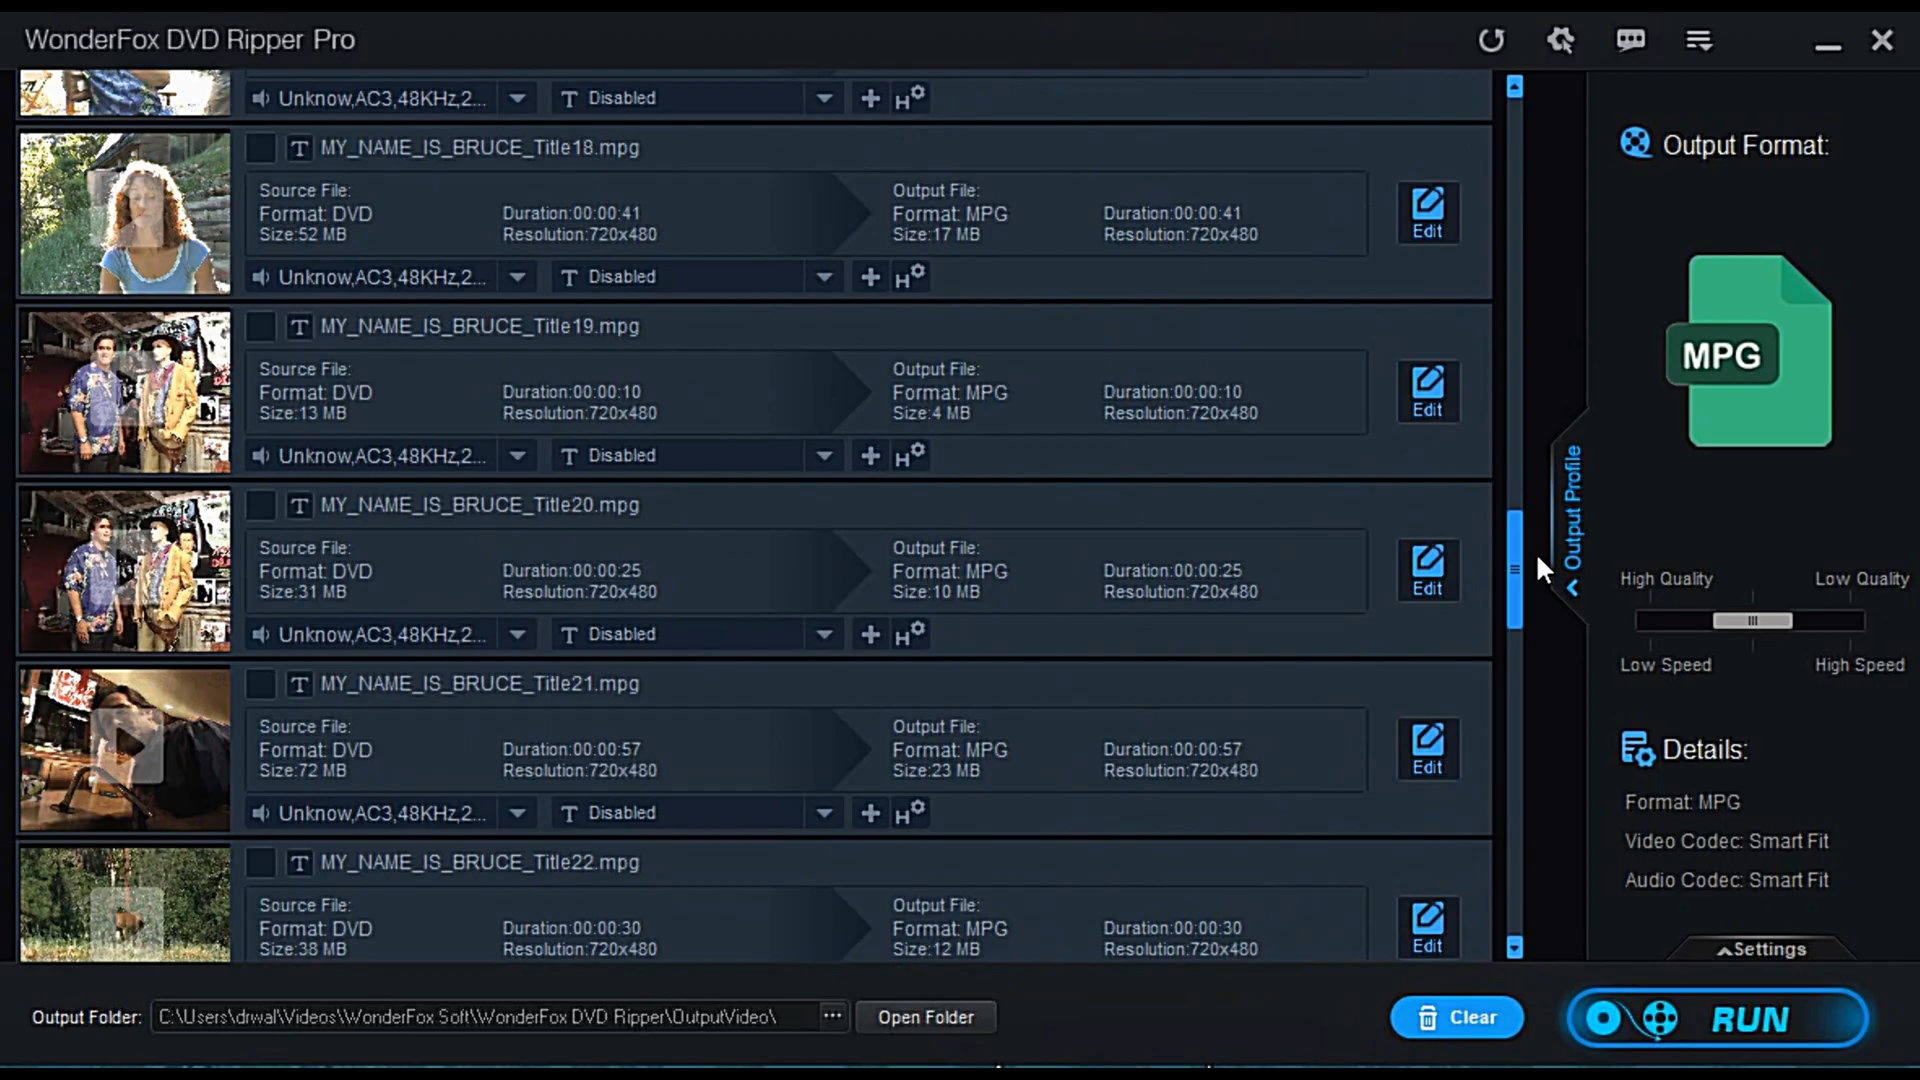 WonderFox DVD Ripper Pro
Unknow,AC3,48KHz,2... T Disabled
T MY_NAME_IS_BRUCE_Title18.mpg
Source File:
Format: DVD Duration:00:00:41
Size:52 MB Resolution:720x480
Output File:
Format: MPG Duration:00:00:41
Size:17 MB Resolution:720x480
Edit
Unknow,AC3,48KHz,2... T Disabled
T MY_NAME_IS_BRUCE_Title19.mpg
Source File:
Format: DVD Duration:00:00:10
Size:13 MB Resolution:720x480
Output File:
Format: MPG Duration:00:00:10
Size:4 MB Resolution:720x480
Edit
Unknow,AC3,48KHz,2... T Disabled
T MY_NAME_IS_BRUCE_Title20.mpg
Source File:
Format: DVD Duration:00:00:25
Size:31 MB Resolution:720x480
Output File:
Format: MPG Duration:00:00:25
Size:10 MB Resolution:720x480
Edit
Unknow,AC3,48KHz,2... T Disabled
T MY_NAME_IS_BRUCE_Title21.mpg
Source File:
Format: DVD Duration:00:00:57
Size:72 MB Resolution:720x480
Output File:
Format: MPG Duration:00:00:57
Size:23 MB Resolution:720x480
Edit
Unknow,AC3,48KHz,2... T Disabled
T MY_NAME_IS_BRUCE_Title22.mpg
Source File:
Format: DVD Duration:00:00:30
Size:38 MB Resolution:720x480
Output File:
Format: MPG Duration:00:00:30
Size:12 MB Resolution:720x480
Edit
Output Profile
Output Format:
MPG
High Quality Low Quality
Low Speed High Speed
Details:
Format: MPG
Video Codec: Smart Fit
Audio Codec: Smart Fit
Settings
Output Folder: C:\Users\drwal\Videos\WonderFox Soft\WonderFox DVD Ripper\OutputVideo\ ... Open Folder
Clear
RUN